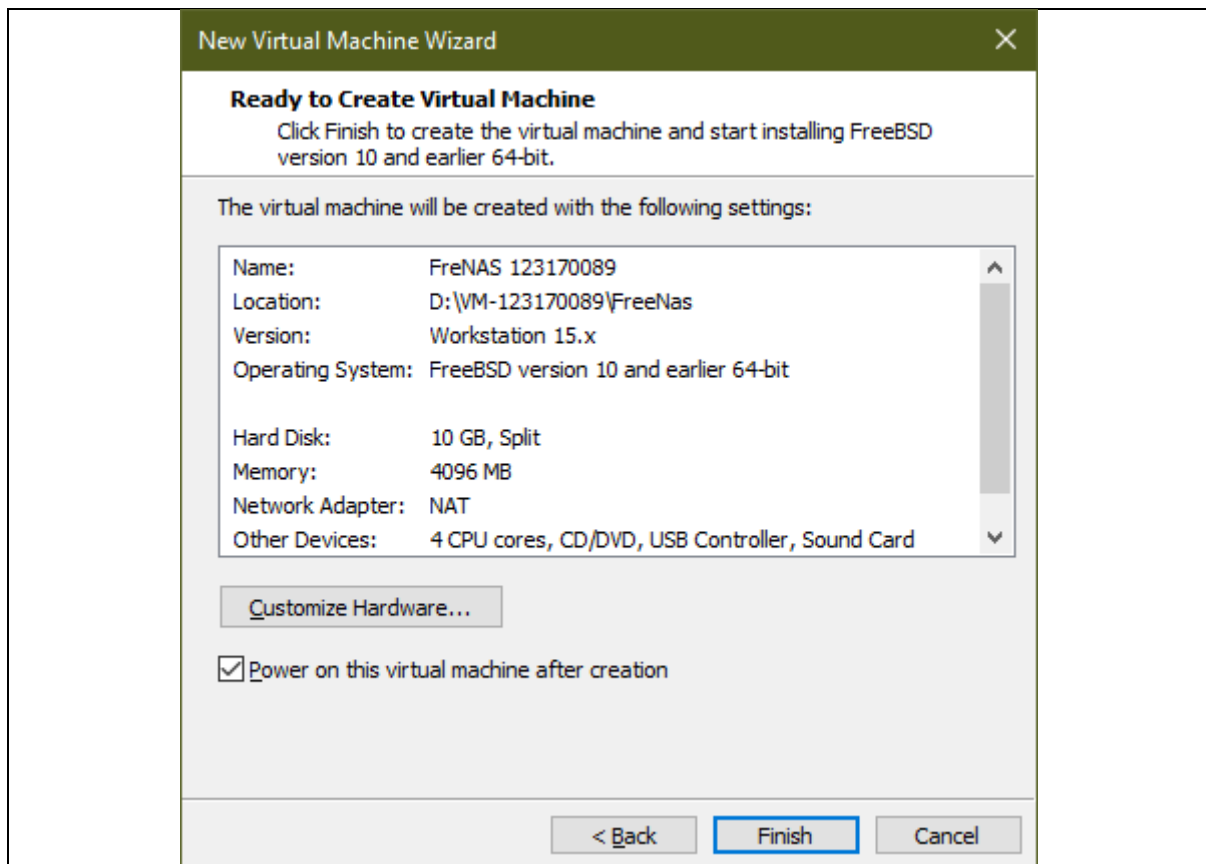 New Virtual Machine Wizard
Ready to Create Virtual Machine
Click Finish to create the virtual machine and start installing FreeBSD
version 10 and earlier 64-bit.
The virtual machine will be created with the following settings:
Name: FreNAS 123170089
Location: D:\VM-123170089\FreeNas
Version: Workstation 15.x
Operating System: FreeBSD version 10 and earlier 64-bit
Hard Disk: 10 GB, Split
Memory: 4096 MB
Network Adapter: NAT
Other Devices: 4 CPU cores, CD/DVD, USB Controller, Sound Card
Customize Hardware...
Power on this virtual machine after creation
< Back Finish Cancel